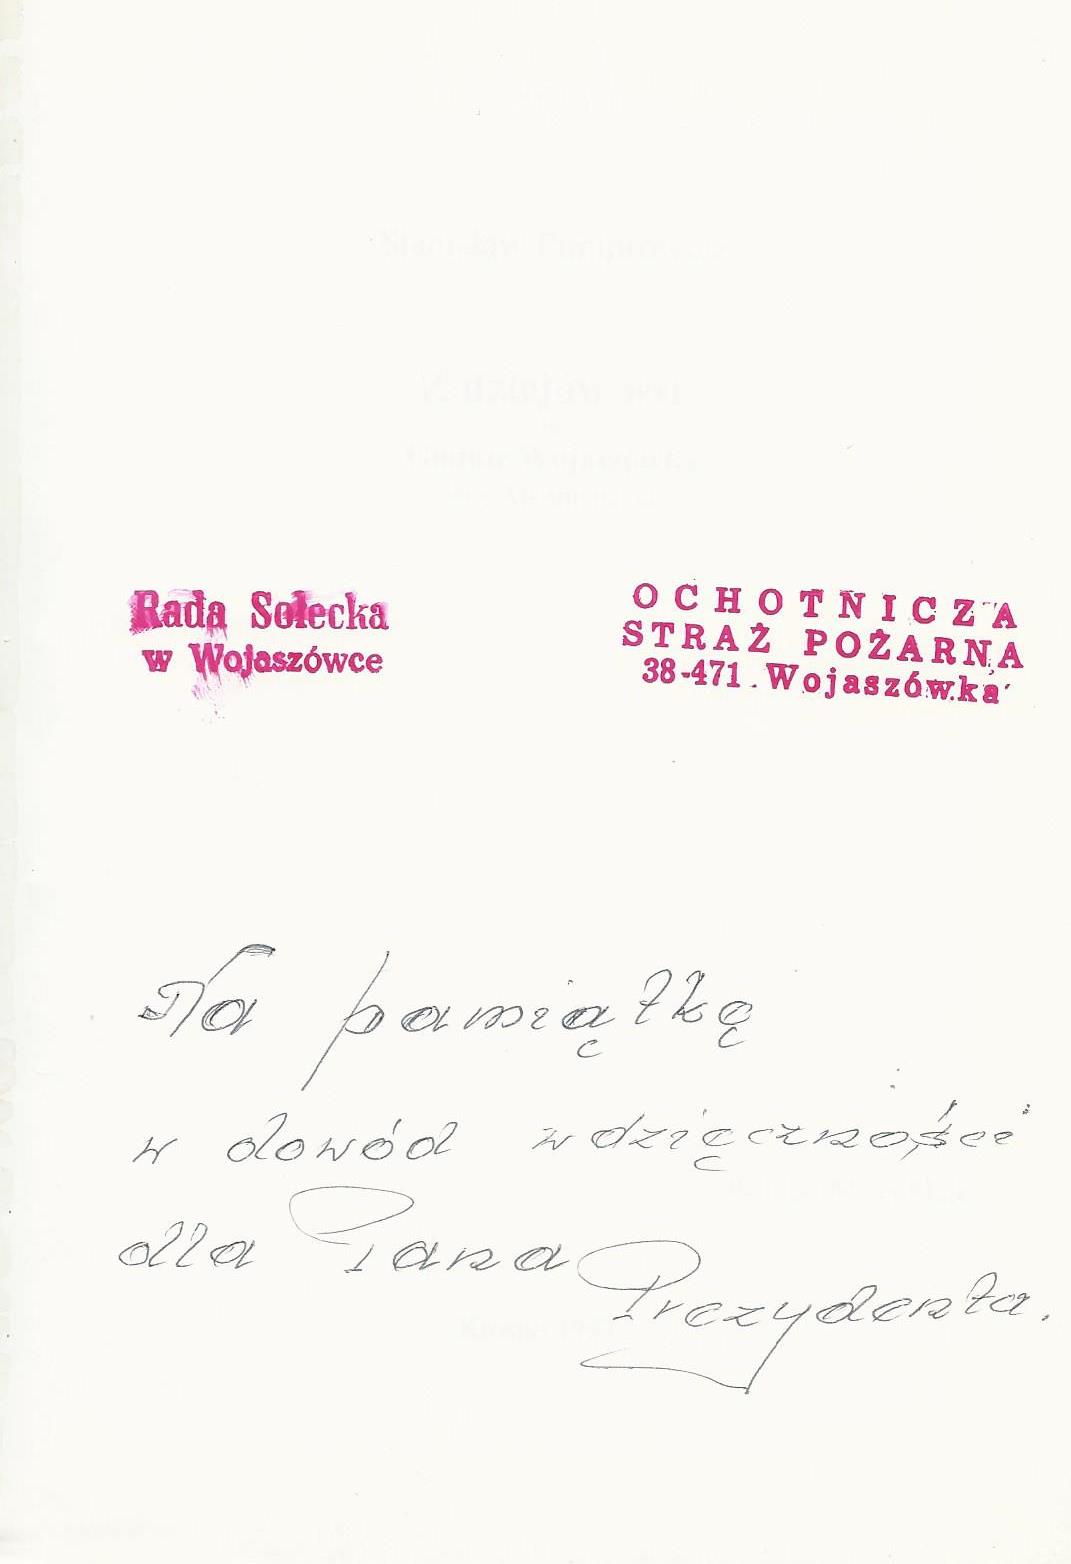 Rada Sołecka
w Wojaszówce
OCHOTNICZA
STRAŻ POŻARNA
38-471 Wojaszówka
Na pamiątkę
w dowód wdzięczności
dla Pana Prezydenta.